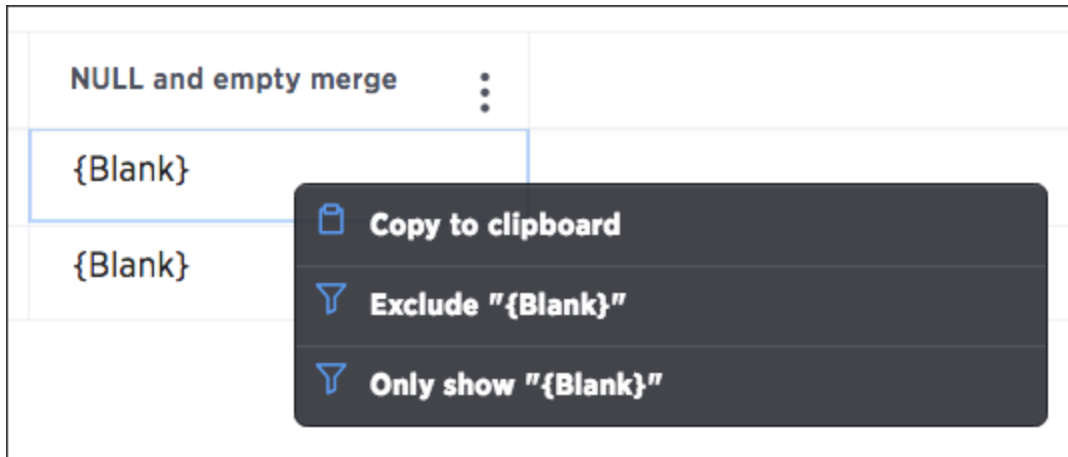 NULL and empty merge
{Blank}
{Blank}
Copy to clipboard
Exclude "{Blank}"
Only show "{Blank}"